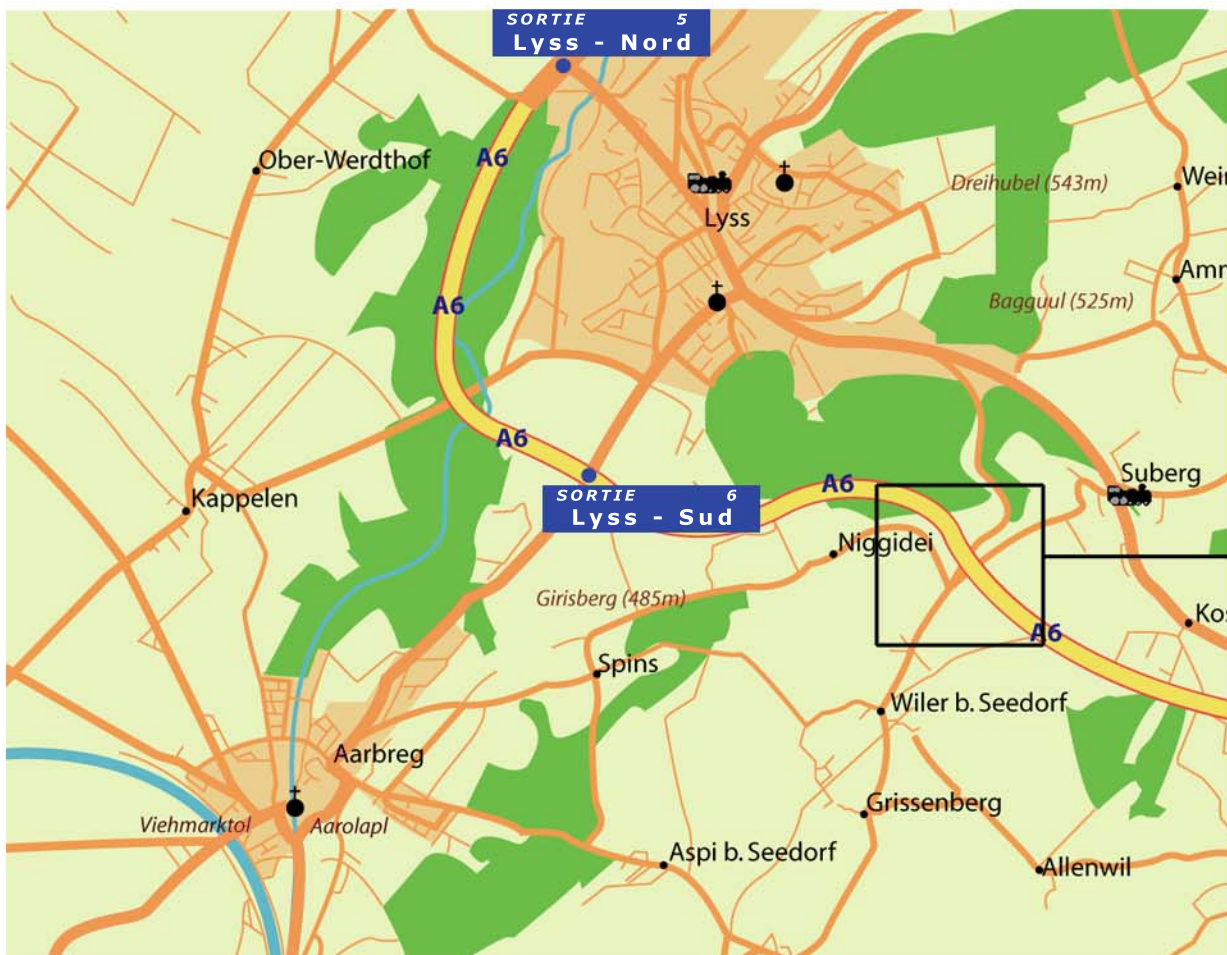 SORTIE 5
Lyss - Nord
A6
Ober-Werdthof
Dreihubel (543m)
Wein
Lyss
Amm
A6
Bagguul (525m)
A6
Suberg
A6
Kappelen
SORTIE 6
Lyss - Sud
Niggidei
Girisberg (485m)
Kos
A6
Spins
Wiler b. Seedorf
Aarbreg
Grissenberg
Viehmarktol
Aarolapl
Aspi b. Seedorf
Allenwil